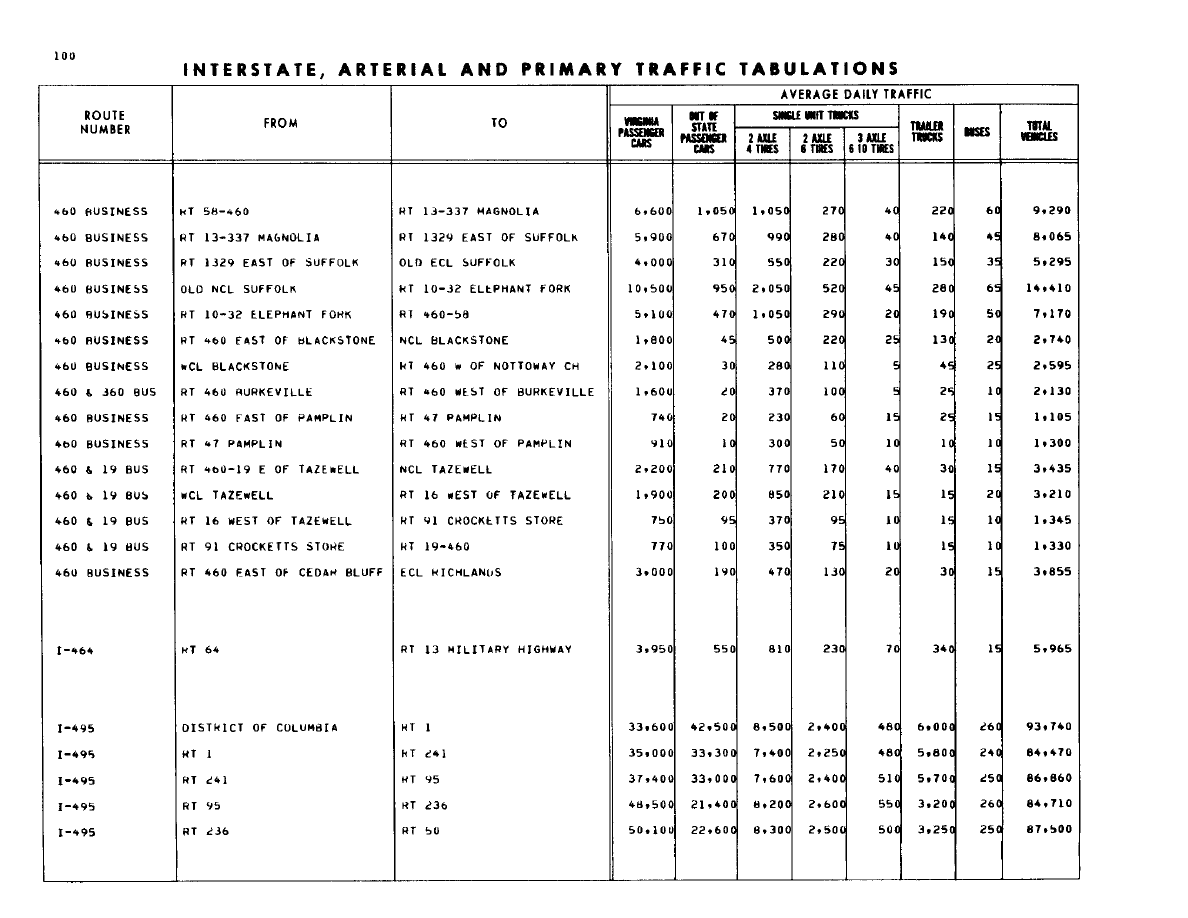 100
INTERSTATE, ARTERIAL AND PRIMARY TRAFFIC TABULATIONS
AVERAGE DAILY TRAFFIC
ROUTE NUMBER FROM TO VIRGINIA PASSENGER CARS OUT OF STATE PASSENGER CARS SINGLE UNIT TRUCKS 2 AXLE 4 TIRES 2 AXLE 6 TIRES 3 AXLE 6 10 TIRES TRAILER TRUCKS BUSES TOTAL VEHICLES
460 BUSINESS RT 58-460 RT 13-337 MAGNOLIA 6,600 1,050 1,050 270 40 220 60 9,290
460 BUSINESS RT 13-337 MAGNOLIA RT 1329 EAST OF SUFFOLK 5,900 670 990 280 40 140 45 8,065
460 BUSINESS RT 1329 EAST OF SUFFOLK OLD ECL SUFFOLK 4,000 310 550 220 30 150 35 5,295
460 BUSINESS OLD NCL SUFFOLK RT 10-32 ELEPHANT FORK 10,500 950 2,050 520 45 280 65 14,410
460 BUSINESS RT 10-32 ELEPHANT FORK RT 460-58 5,100 470 1,050 290 20 190 50 7,170
460 BUSINESS RT 460 EAST OF BLACKSTONE NCL BLACKSTONE 1,800 45 500 220 25 130 20 2,740
460 BUSINESS WCL BLACKSTONE RT 460 W OF NOTTOWAY CH 2,100 30 280 110 5 45 25 2,595
460 & 360 BUS RT 460 BURKEVILLE RT 460 WEST OF BURKEVILLE 1,600 20 370 100 5 25 10 2,130
460 BUSINESS RT 460 EAST OF PAMPLIN RT 47 PAMPLIN 740 20 230 60 15 25 15 1,105
460 BUSINESS RT 47 PAMPLIN RT 460 WEST OF PAMPLIN 910 10 300 50 10 10 10 1,300
460 & 19 BUS RT 460-19 E OF TAZEWELL NCL TAZEWELL 2,200 210 770 170 40 30 15 3,435
460 & 19 BUS WCL TAZEWELL RT 16 WEST OF TAZEWELL 1,900 200 850 210 15 15 20 3,210
460 & 19 BUS RT 16 WEST OF TAZEWELL RT 91 CROCKETTS STORE 750 95 370 95 10 15 10 1,345
460 & 19 BUS RT 91 CROCKETTS STORE RT 19-460 770 100 350 75 10 15 10 1,330
460 BUSINESS RT 460 EAST OF CEDAR BLUFF ECL RICHLANDS 3,000 190 470 130 20 30 15 3,855
I-464 RT 64 RT 13 MILITARY HIGHWAY 3,950 550 810 230 70 340 15 5,965
I-495 DISTRICT OF COLUMBIA RT 1 33,600 42,500 8,500 2,400 480 6,000 260 93,740
I-495 RT 1 RT 241 35,000 33,300 7,400 2,250 480 5,800 240 84,470
I-495 RT 241 RT 95 37,400 33,000 7,600 2,400 510 5,700 250 86,860
I-495 RT 95 RT 236 48,500 21,400 8,200 2,600 550 3,200 260 84,710
I-495 RT 236 RT 50 50,100 22,600 8,300 2,500 500 3,250 250 87,500